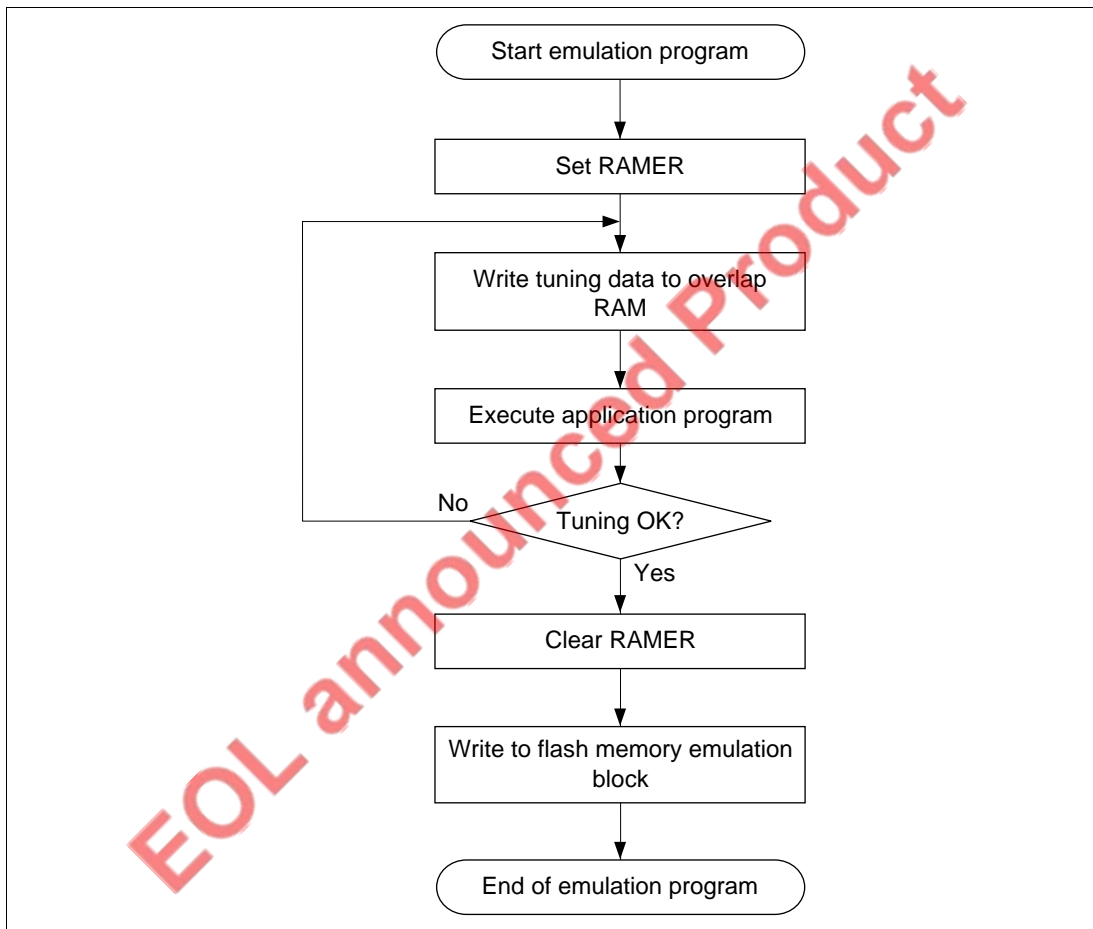 Start emulation program
Set RAMER
Write tuning data to overlap
RAM
Execute application program
No
Tuning OK?
Yes
Clear RAMER
Write to flash memory emulation
block
End of emulation program
EOL announced Product